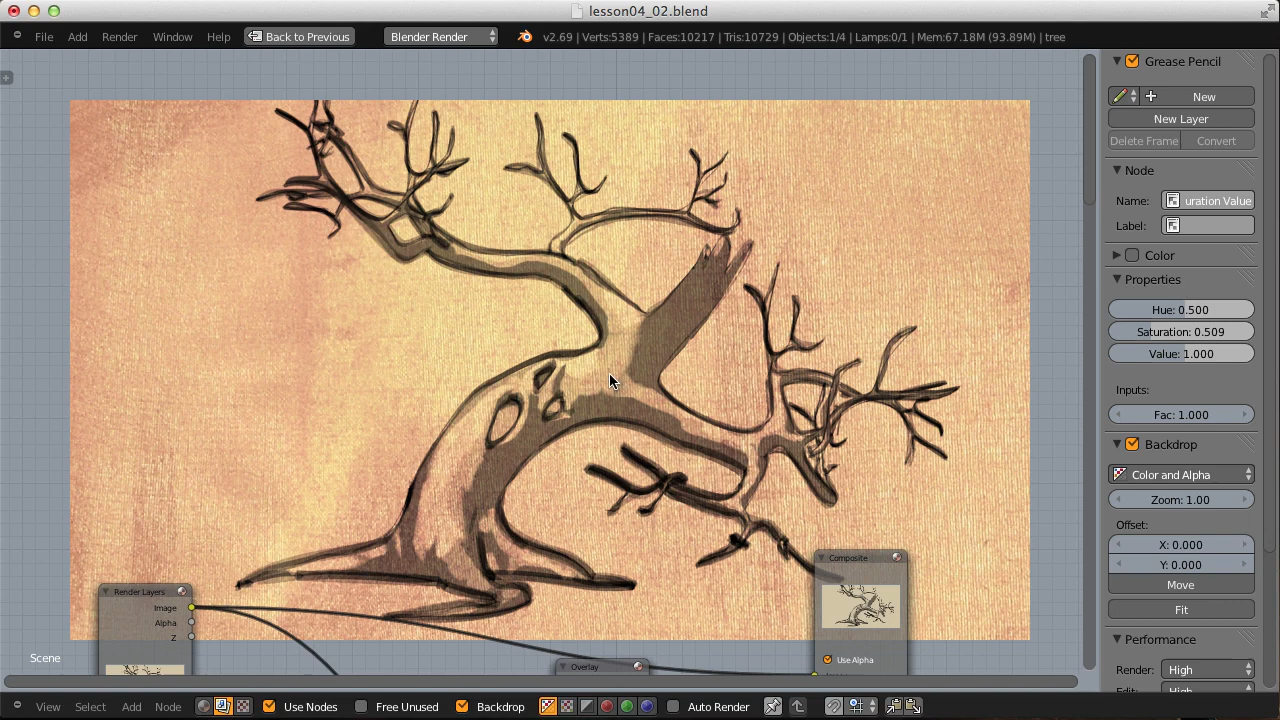 lesson04_02.blend
File Add Render Window Help Back to Previous Blender Render v2.69 | Verts:5389 | Faces:10217 | Tris:10729 | Objects:1/4 | Lamps:0/1 | Mem:67.18M (93.89M) | tree
Grease Pencil
New
New Layer
Delete Frame Convert
Node
Name: uration Value
Label:
Color
Properties
Hue: 0.500
Saturation: 0.509
Value: 1.000
Inputs:
Fac: 1.000
Backdrop
Color and Alpha
Zoom: 1.00
Offset:
X: 0.000
Y: 0.000
Move
Fit
Performance
Render: High
Edit: High
Composite
Use Alpha
Render Layers
Image
Alpha
Z
Overlay
Scene
View Select Add Node Use Nodes Free Unused Backdrop Auto Render